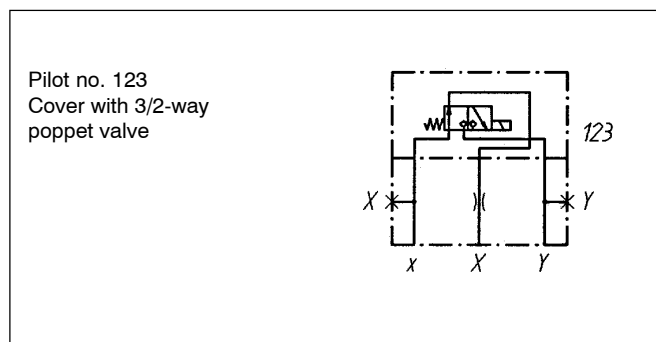 Pilot no. 123
Cover with 3/2-way
poppet valve
123
X Y
x X Y